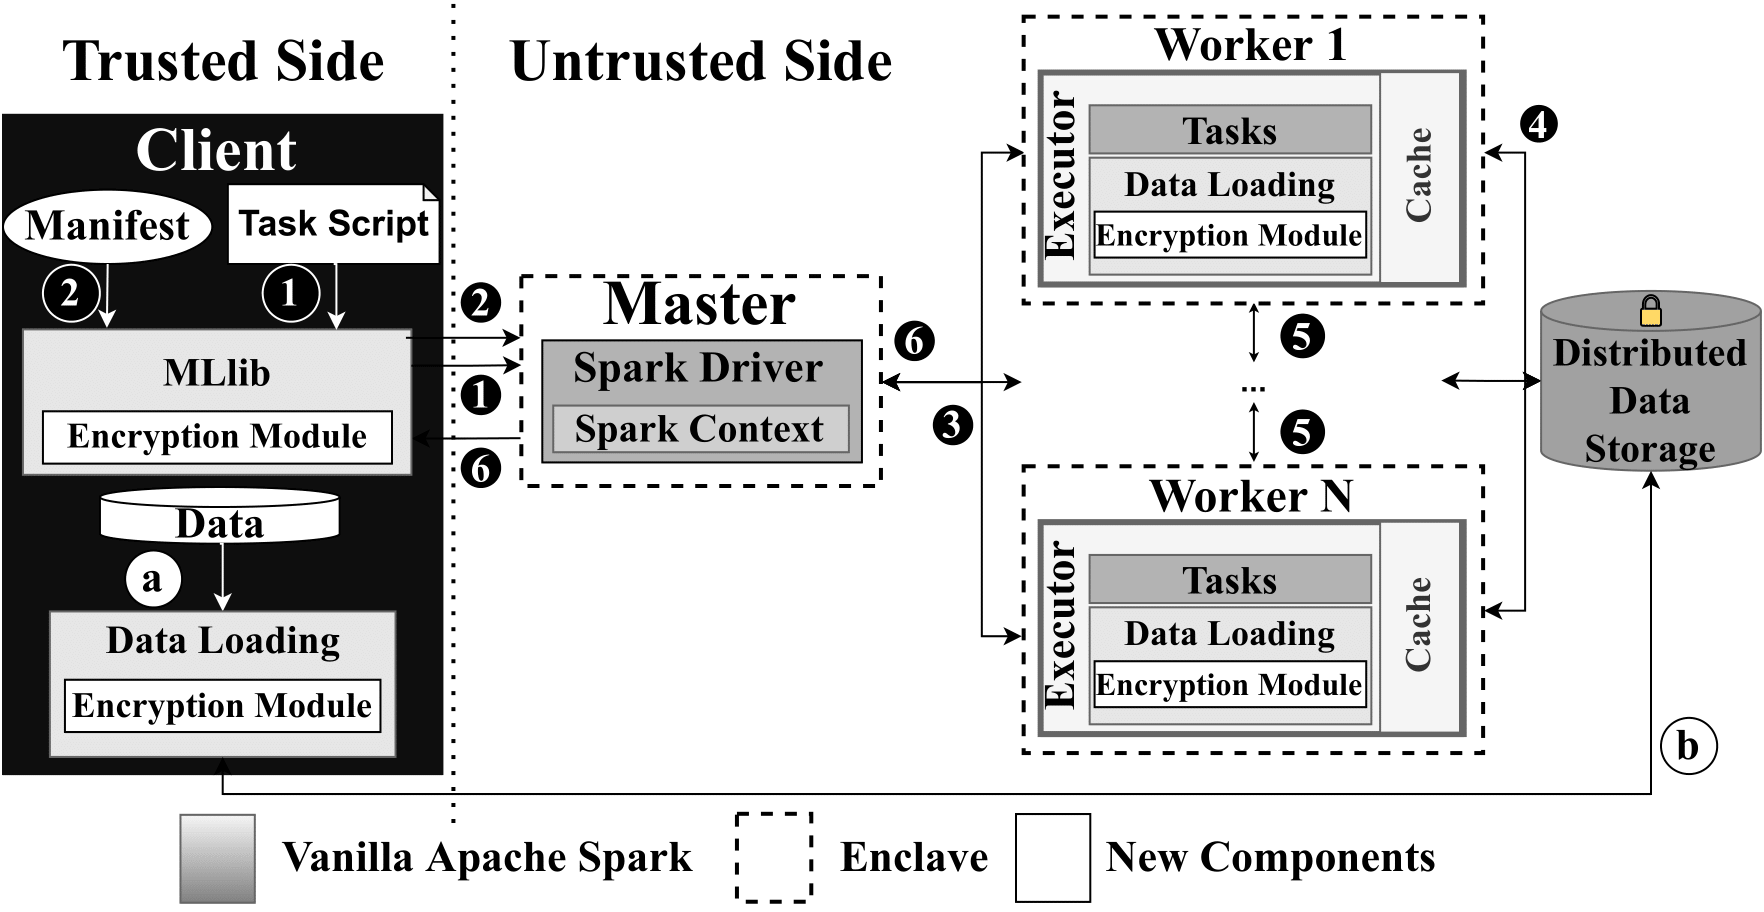 Trusted Side
Untrusted Side
Client
Manifest
Task Script
2
1
MLlib
Encryption Module
Data
a
Data Loading
Encryption Module
2
1
6
Master
Spark Driver
Spark Context
6
3
Worker 1
Executor
Tasks
Data Loading
Encryption Module
Cache
4
5
...
5
Worker N
Executor
Tasks
Data Loading
Encryption Module
Cache
Distributed
Data
Storage
b
Vanilla Apache Spark
Enclave
New Components